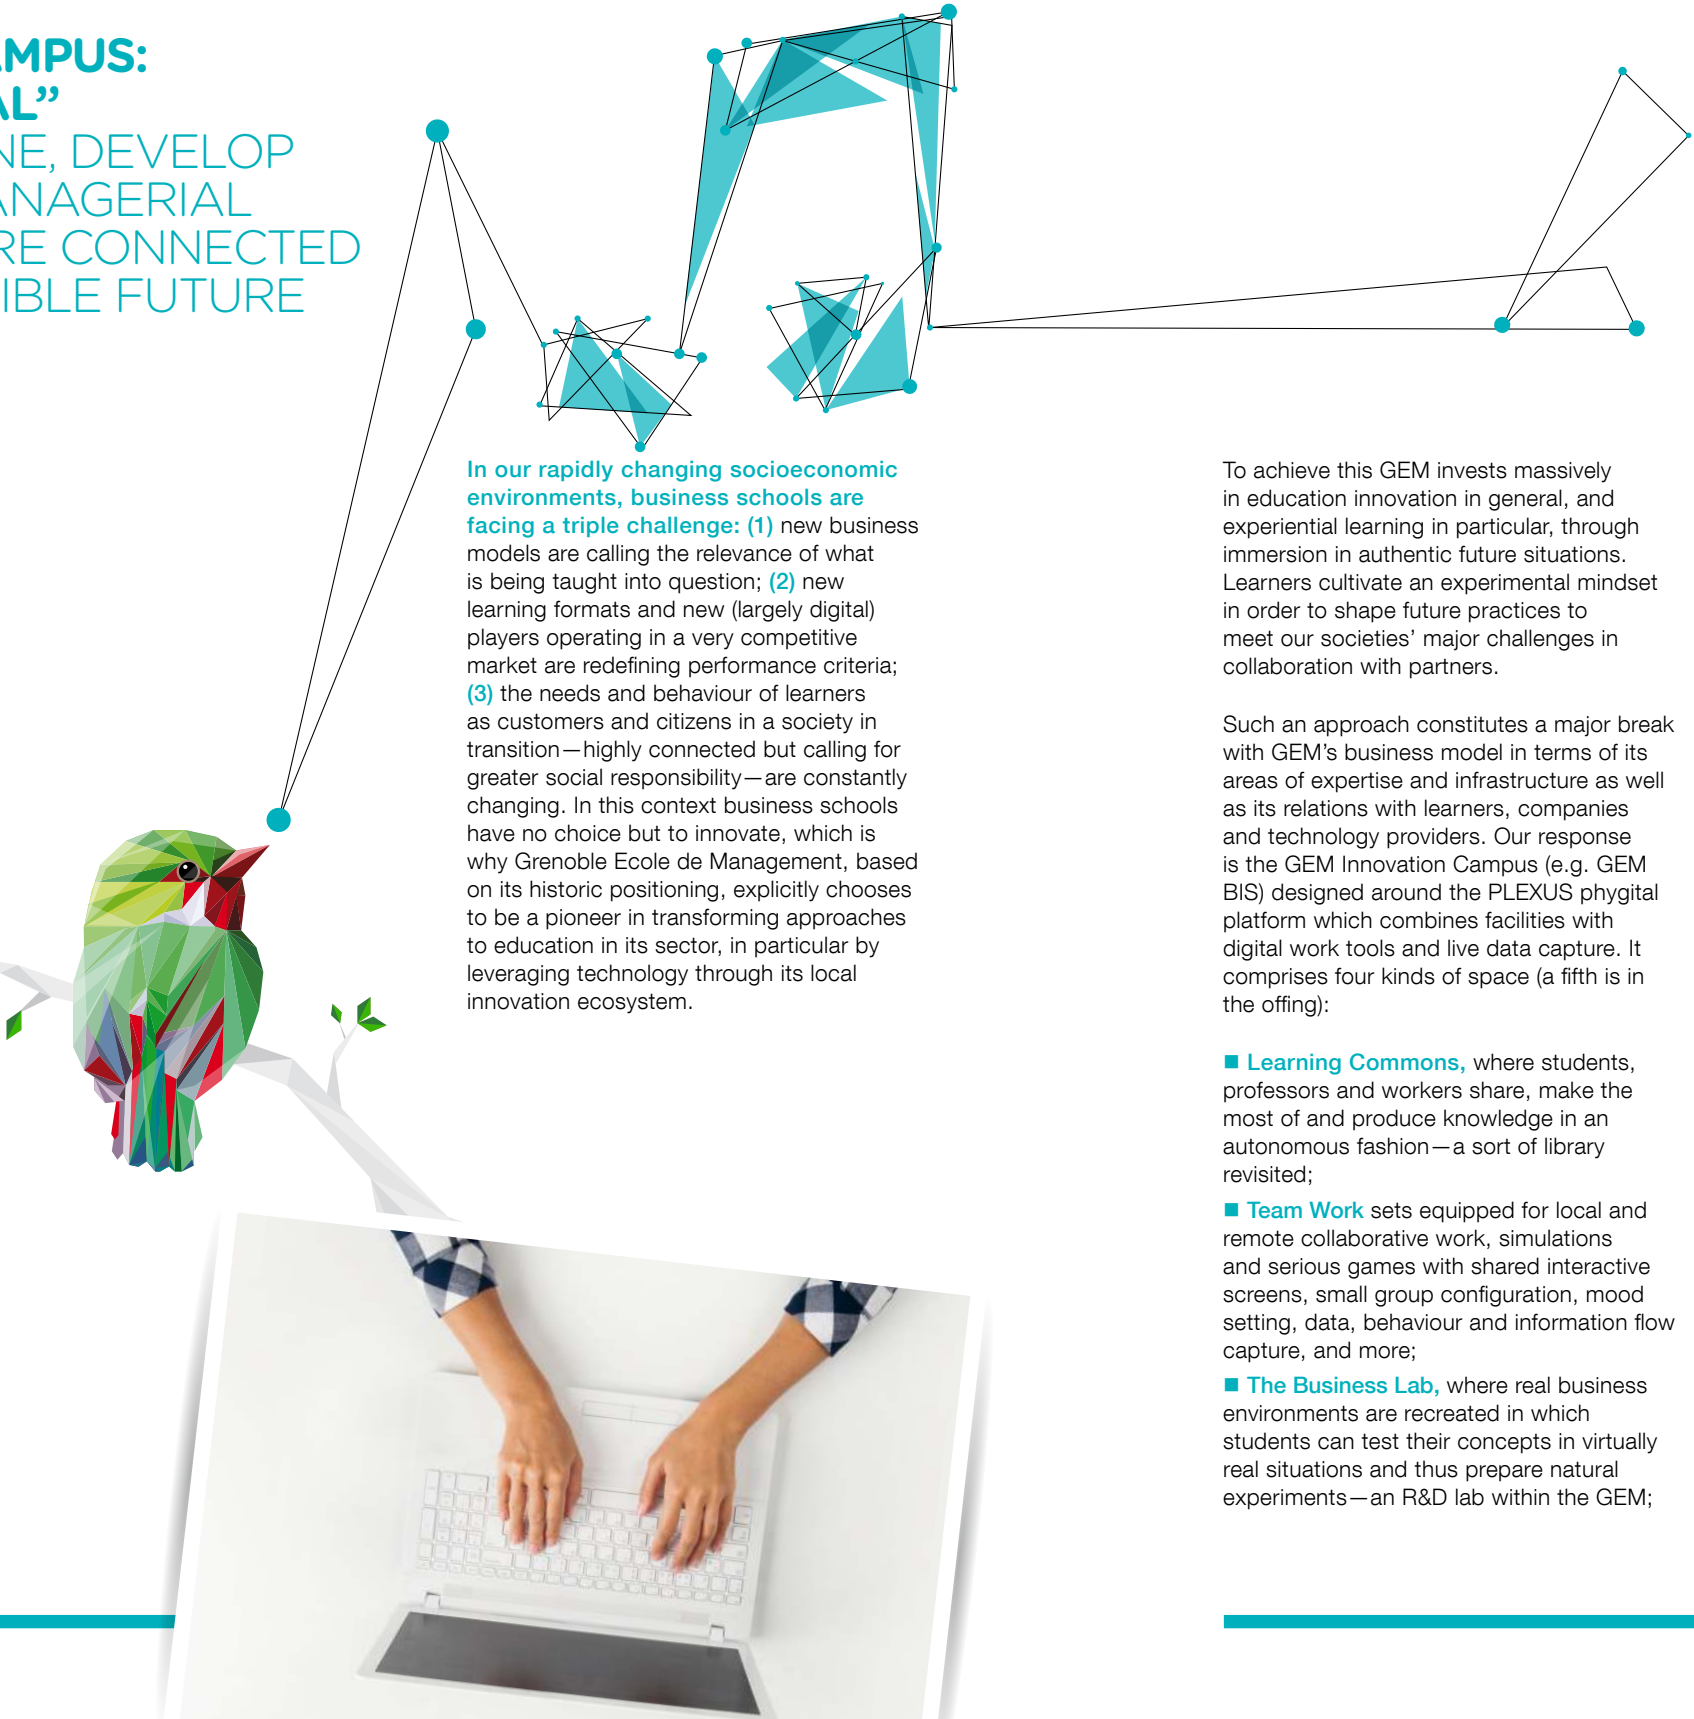 AMPUS:
AL”
NE, DEVELOP
ANAGERIAL
RE CONNECTED
IBLE FUTURE
In our rapidly changing socioeconomic
environments, business schools are
facing a triple challenge: (1) new business
models are calling the relevance of what
is being taught into question; (2) new
learning formats and new (largely digital)
players operating in a very competitive
market are redefining performance criteria;
(3) the needs and behaviour of learners
as customers and citizens in a society in
transition—highly connected but calling for
greater social responsibility—are constantly
changing. In this context business schools
have no choice but to innovate, which is
why Grenoble Ecole de Management, based
on its historic positioning, explicitly chooses
to be a pioneer in transforming approaches
to education in its sector, in particular by
leveraging technology through its local
innovation ecosystem.
To achieve this GEM invests massively
in education innovation in general, and
experiential learning in particular, through
immersion in authentic future situations.
Learners cultivate an experimental mindset
in order to shape future practices to
meet our societies’ major challenges in
collaboration with partners.
Such an approach constitutes a major break
with GEM’s business model in terms of its
areas of expertise and infrastructure as well
as its relations with learners, companies
and technology providers. Our response
is the GEM Innovation Campus (e.g. GEM
BIS) designed around the PLEXUS phygital
platform which combines facilities with
digital work tools and live data capture. It
comprises four kinds of space (a fifth is in
the offing):
■ Learning Commons, where students,
professors and workers share, make the
most of and produce knowledge in an
autonomous fashion—a sort of library
revisited;
■ Team Work sets equipped for local and
remote collaborative work, simulations
and serious games with shared interactive
screens, small group configuration, mood
setting, data, behaviour and information flow
capture, and more;
■ The Business Lab, where real business
environments are recreated in which
students can test their concepts in virtually
real situations and thus prepare natural
experiments—an R&D lab within the GEM;